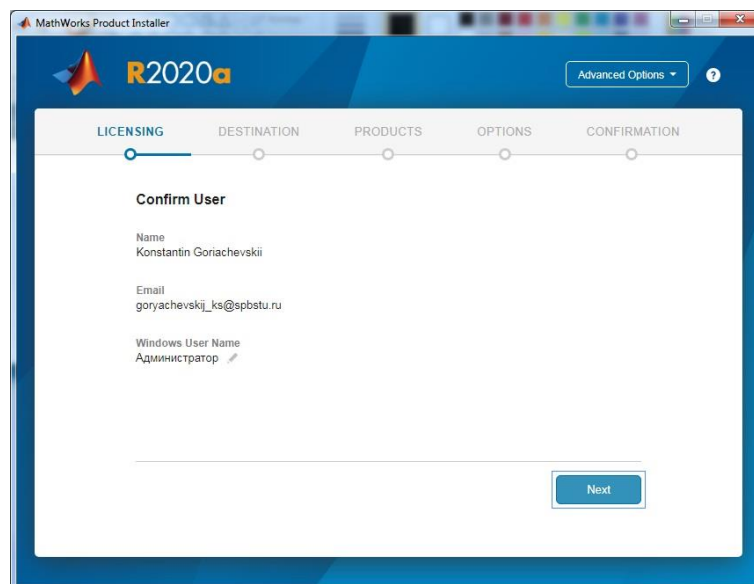 MathWorks Product Installer
R2020a
Advanced Options
?
LICENSING DESTINATION PRODUCTS OPTIONS CONFIRMATION
Confirm User
Name
Konstantin Goriachevskii
Email
goryachevskij_ks@spbstu.ru
Windows User Name
Администратор
Next